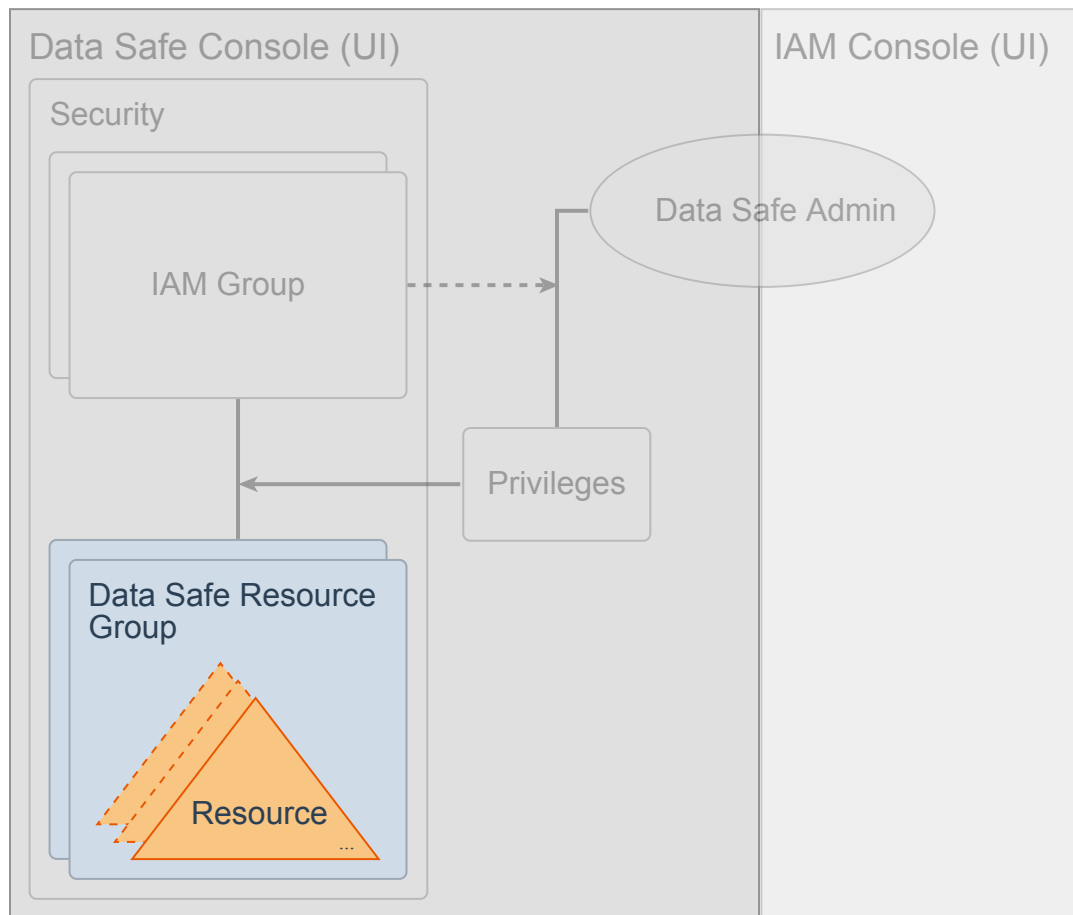 Data Safe Console (UI)
IAM Console (UI)
Security
Data Safe Admin
IAM Group
Privileges
Data Safe Resource
Group
Resource
...